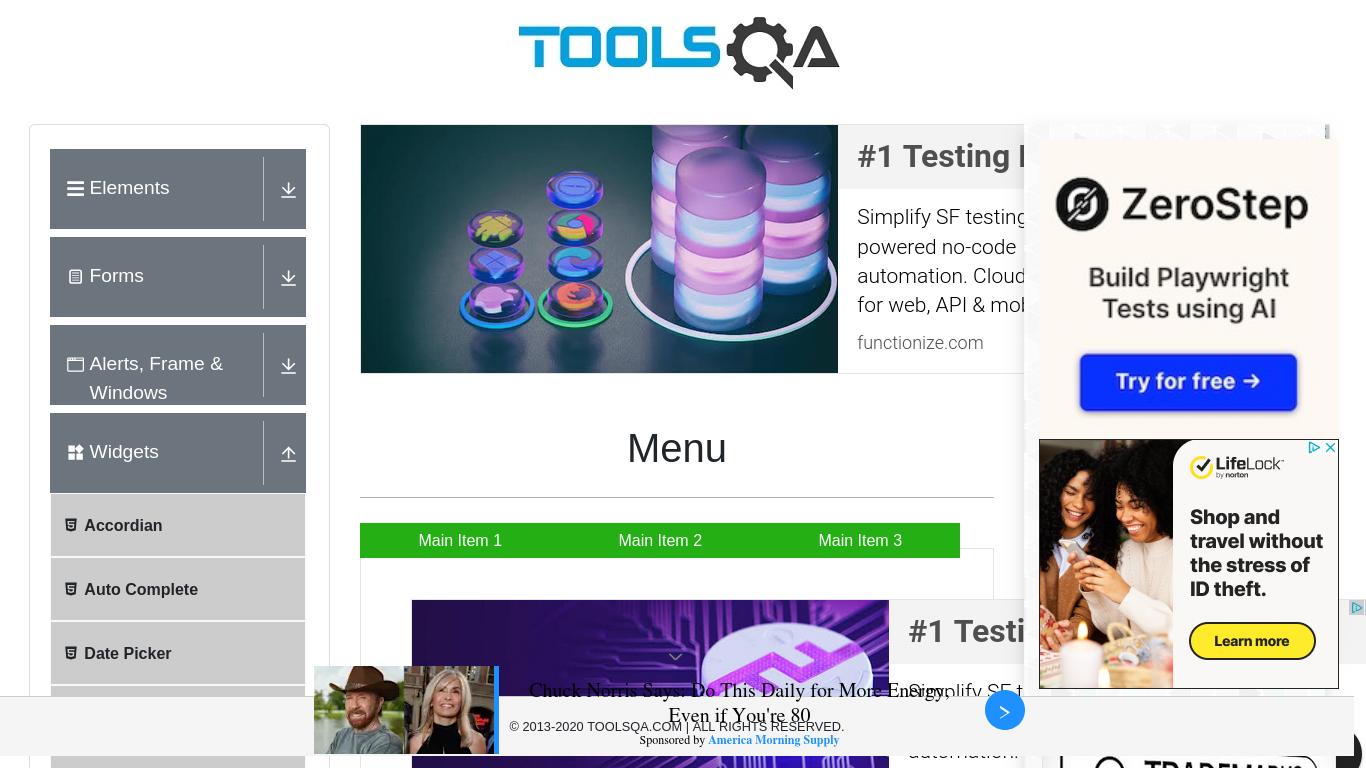 TOOLSQA
Elements
Forms
Alerts, Frame &
Windows
Widgets
Accordian
Auto Complete
Date Picker
#1 Testing
Simplify SF testing
powered no-code
automation. Cloud
for web, API & mob
functionize.com
ZeroStep
Build Playwright
Tests using AI
Try for free →
LifeLock
by norton
Shop and
travel without
the stress of
ID theft.
Learn more
Menu
Main Item 1
Main Item 2
Main Item 3
#1 Testi
Simplify SF t
automation.
Chuck Norris Says: Do This Daily for More Energy,
Even if You're 80
© 2013-2020 TOOLSQA.COM | ALL RIGHTS RESERVED.
Sponsored by America Morning Supply